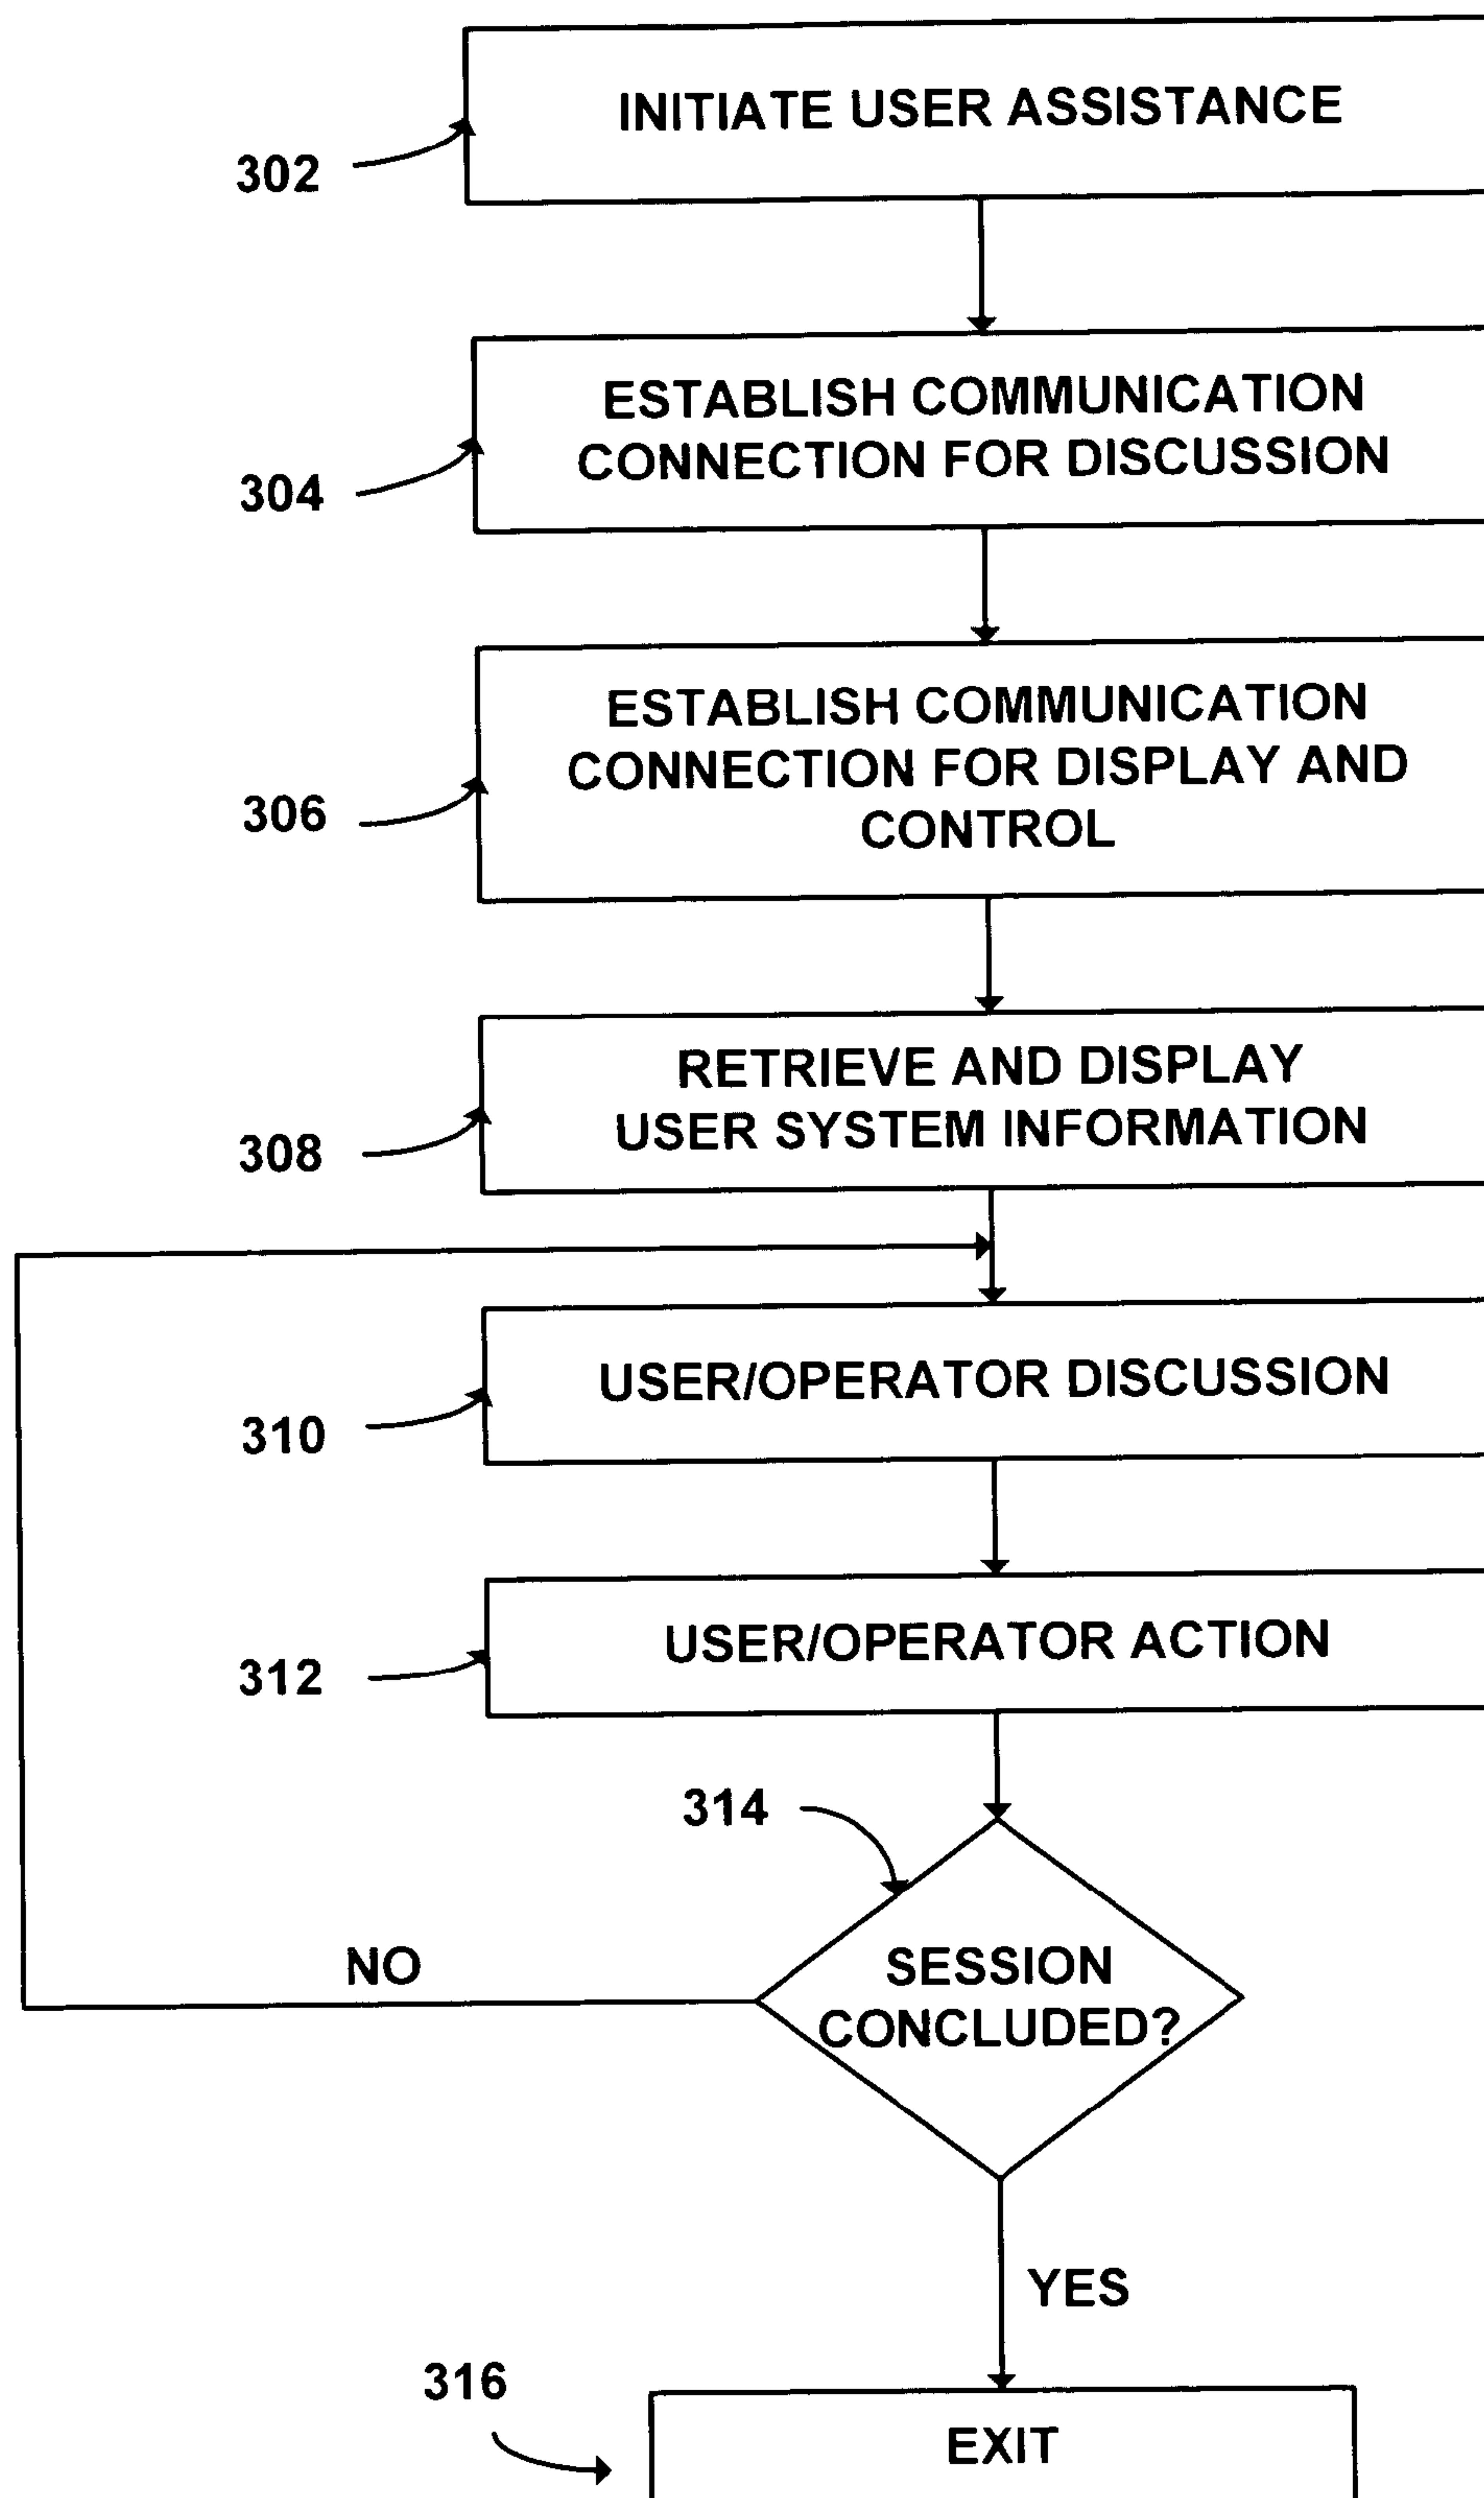 INITIATE USER ASSISTANCE
302
ESTABLISH COMMUNICATION
CONNECTION FOR DISCUSSION
304
ESTABLISH COMMUNICATION
CONNECTION FOR DISPLAY AND
CONTROL
306
RETRIEVE AND DISPLAY
USER SYSTEM INFORMATION
308
USER/OPERATOR DISCUSSION
310
USER/OPERATOR ACTION
312
314
SESSION
CONCLUDED?
NO
YES
316
EXIT